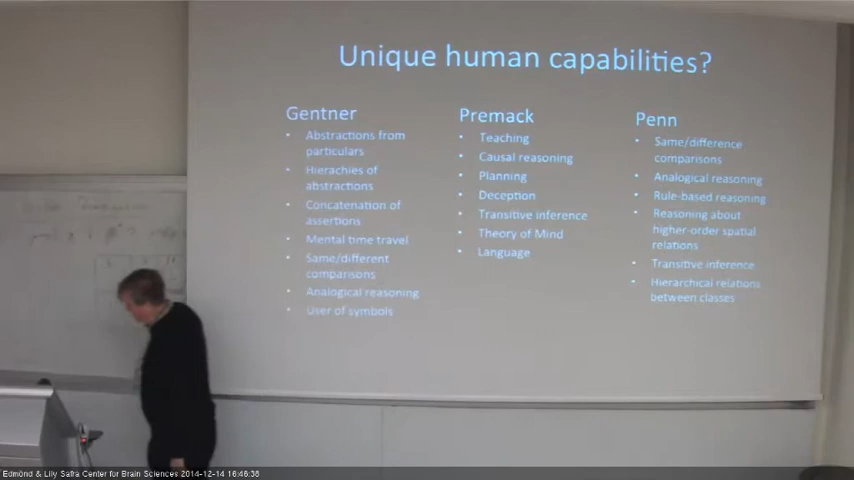 Unique human capabilities?
Gentner
• Abstractions from
particulars
• Hierachies of
abstractions
• Concatenation of
assertions
• Mental time travel
• Same/different
comparisons
• Analogical reasoning
• User of symbols
Premack
• Teaching
• Causal reasoning
• Planning
• Deception
• Transitive inference
• Theory of Mind
• Language
Penn
• Same/difference
comparisons
• Analogical reasoning
• Rule-based reasoning
• Reasoning about
higher-order spatial
relations
• Transitive inference
• Hierarchical relations
between classes
Edmond & Lily Safra Center for Brain Sciences 2014-12-14 16:46:38